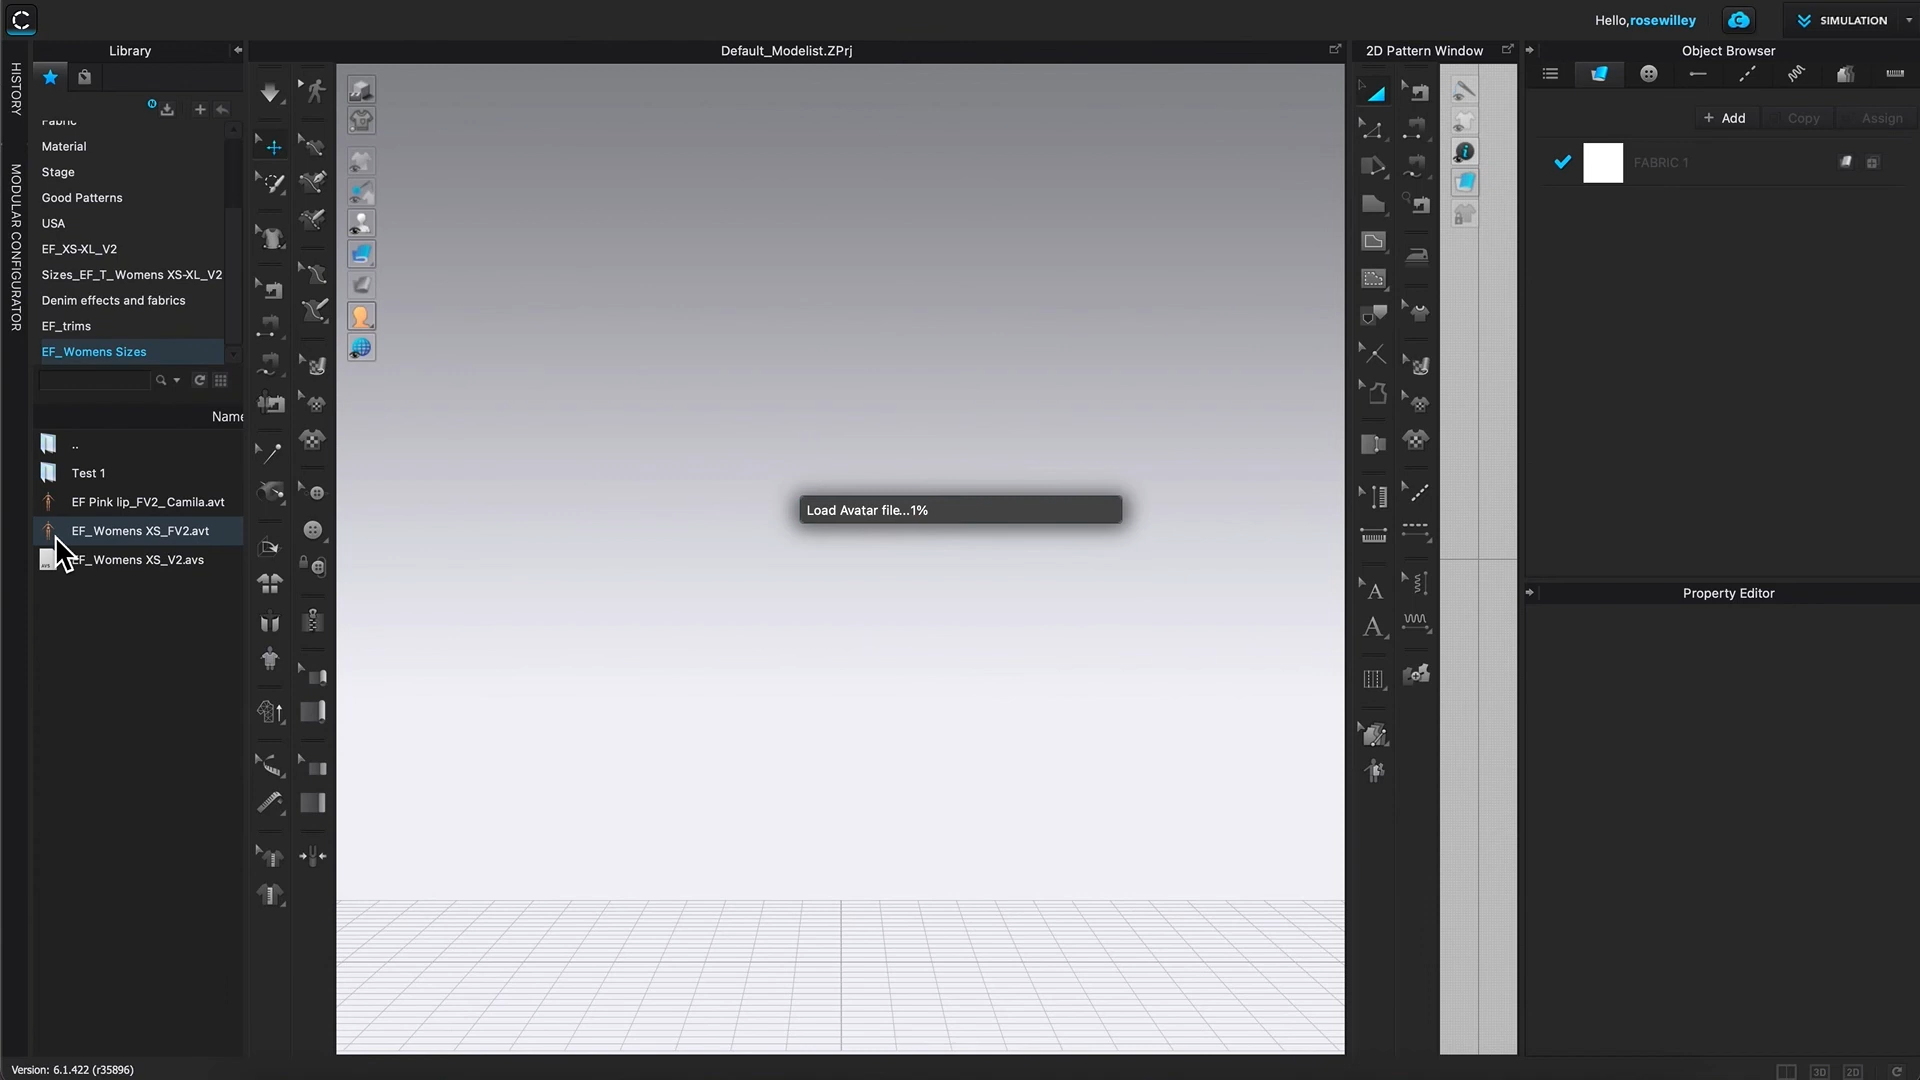 Hello,rosewilley
SIMULATION
Library
Default_Modelist.ZPrj
2D Pattern Window
Object Browser
HISTORY
MODULAR CONFIGURATOR
N
Fabric
Material
Stage
Good Patterns
USA
EF_XS-XL_V2
Sizes_EF_T_Womens XS-XL_V2
Denim effects and fabrics
EF_trims
EF_Womens Sizes
Name
..
Test 1
EF Pink lip_FV2_Camila.avt
EF_Womens XS_FV2.avt
EF_Womens XS_V2.avs
Load Avatar file...1%
+ Add
Copy
Assign
FABRIC 1
Property Editor
Version: 6.1.422 (r35896)
3D
2D